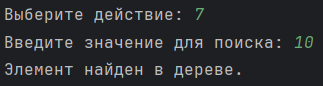 Выберите действие: 7
Введите значение для поиска: 10
Элемент найден в дереве.